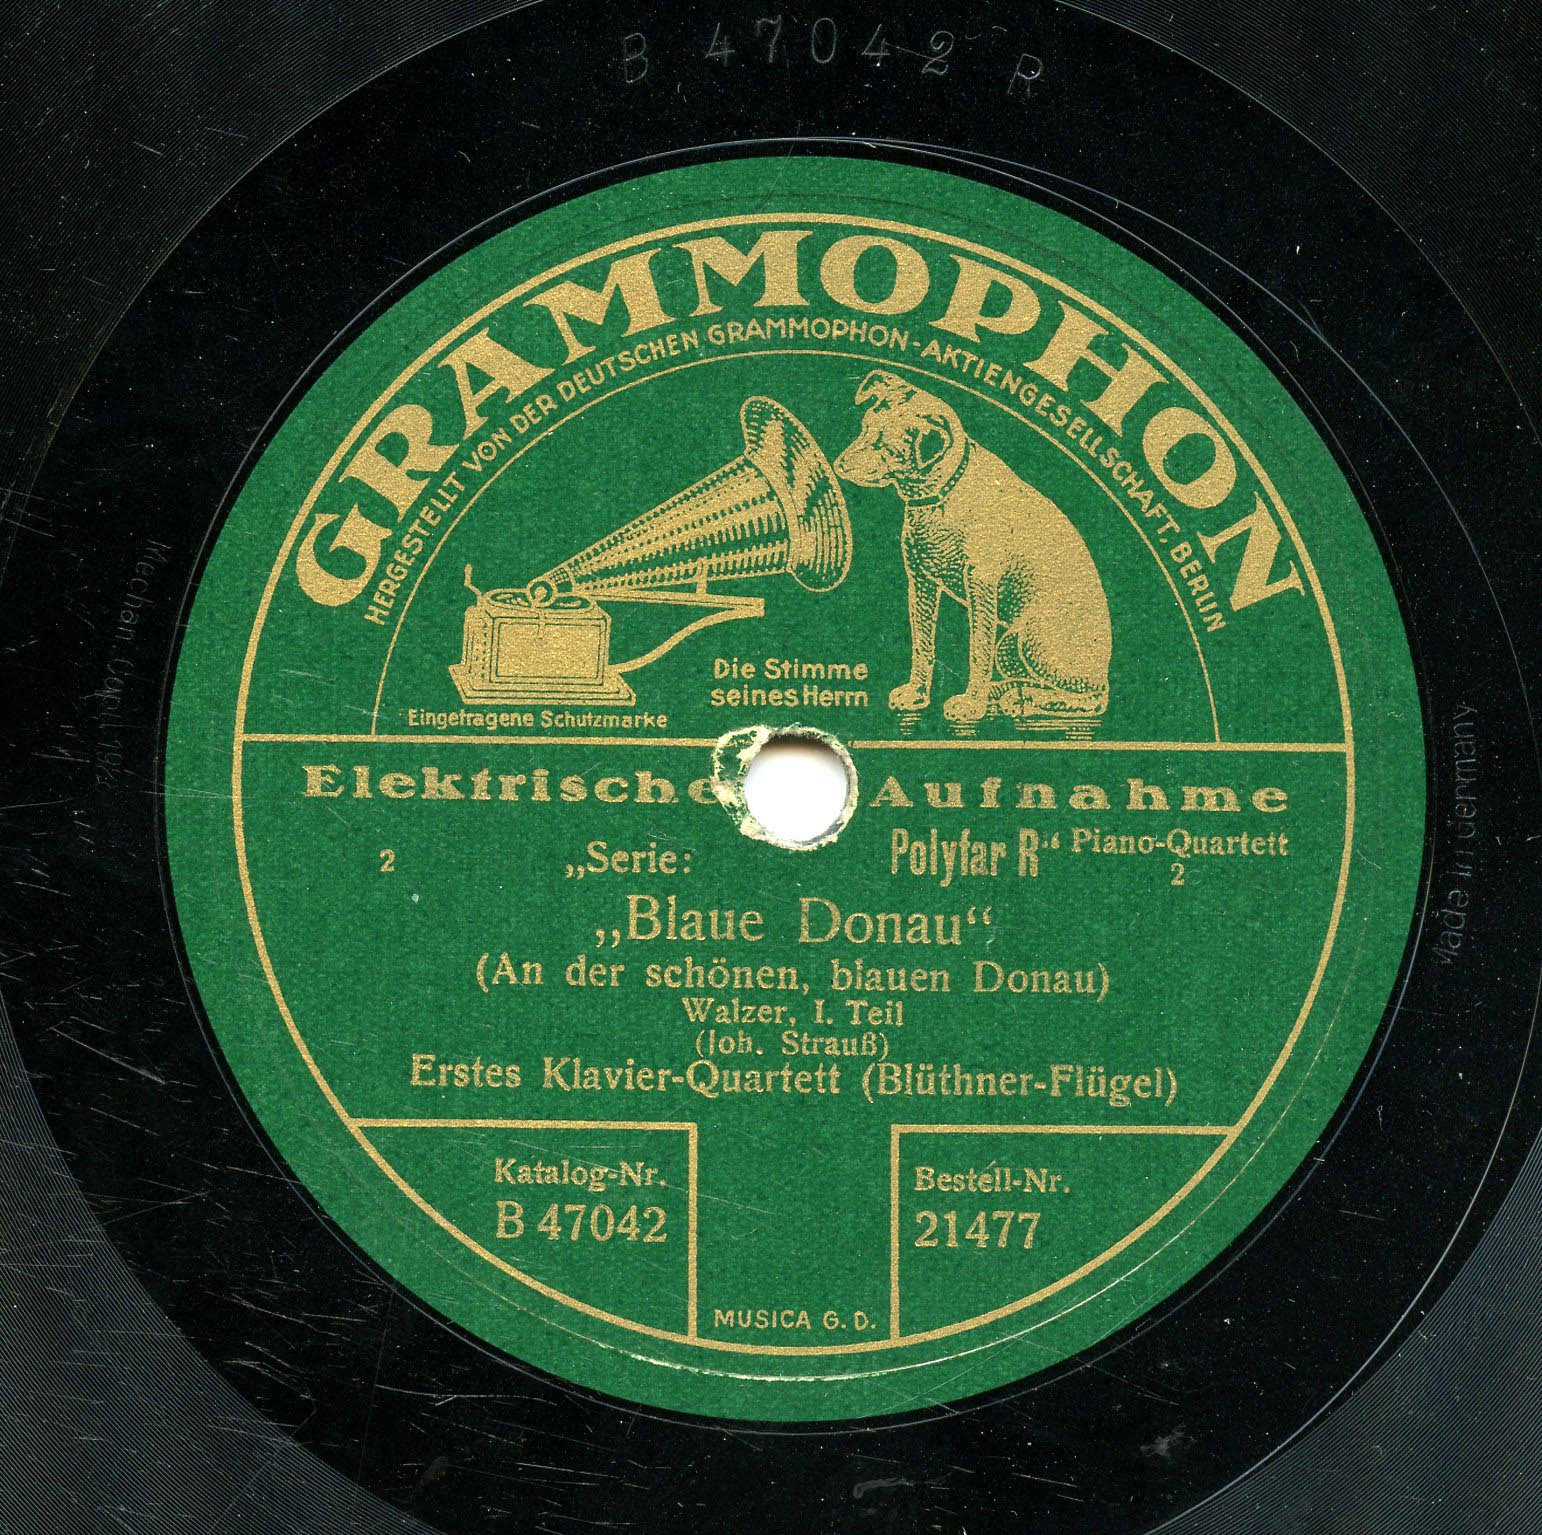 B 47042 R
GRAMMOPHON
HERGESTELLT VON DER DEUTSCHEN GRAMMOPHON-AKTIENGESELLSCHAFT. BERLIN
Die Stimme
seines Herrn
Eingetragene Schutzmarke
Elektrische Aufnahme
2 „Serie: Polyfar R“ Piano-Quartett
2
„Blaue Donau“
(An der schönen, blauen Donau)
Walzer, I. Teil
(Joh. Strauß)
Erstes Klavier-Quartett (Blüthner-Flügel)
Katalog-Nr.
B 47042
Bestell-Nr.
21477
MUSICA G. D.
Mechan. Copyr.
Made in Germany